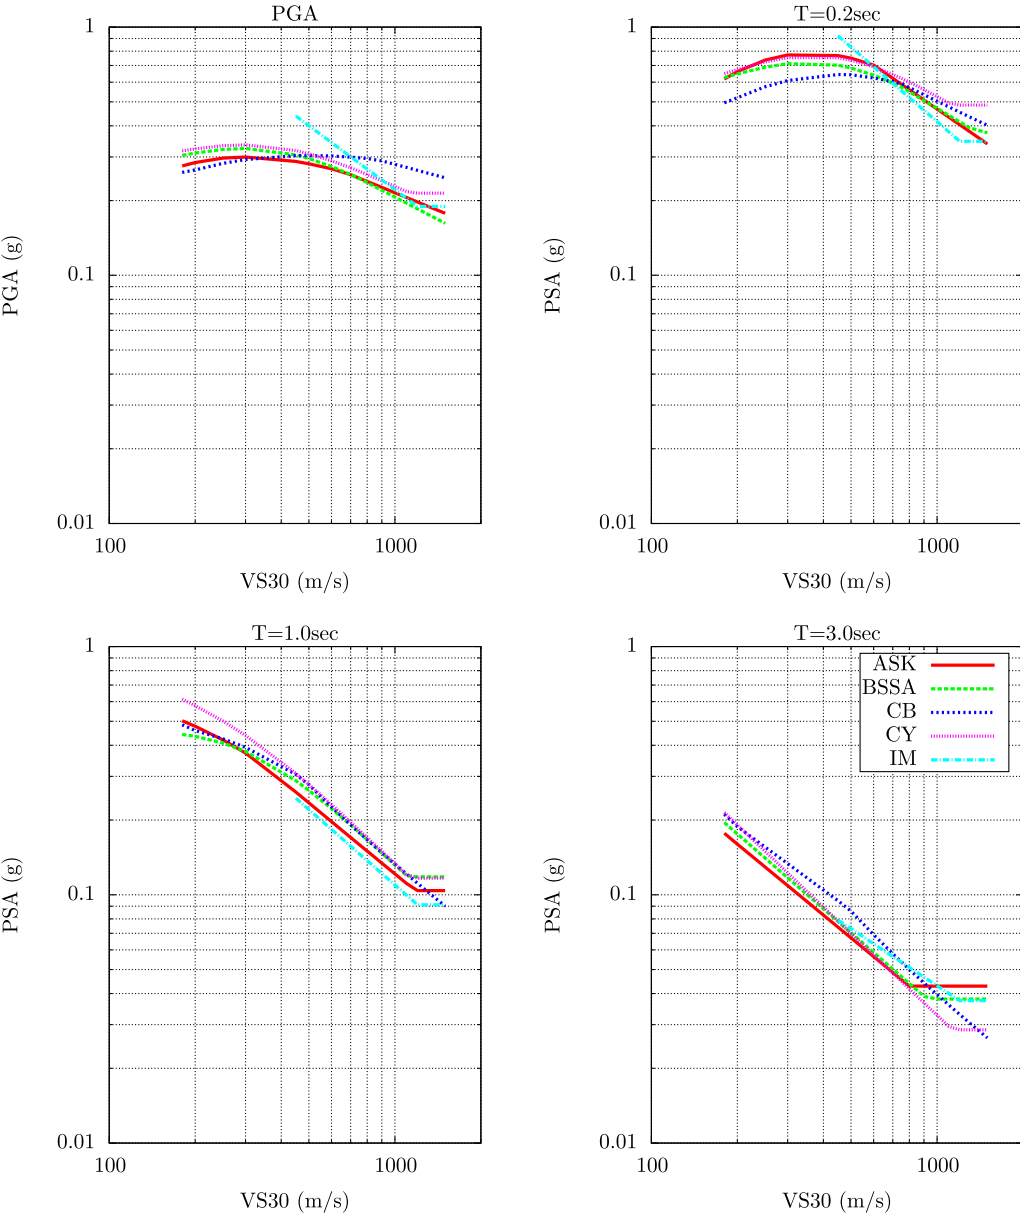 PGA
1
0.1
0.01
100
1000
PGA (g)
VS30 (m/s)
T=0.2sec
1
0.1
0.01
100
1000
PSA (g)
VS30 (m/s)
T=1.0sec
1
0.1
0.01
100
1000
PSA (g)
VS30 (m/s)
T=3.0sec
1
0.1
0.01
100
1000
PSA (g)
VS30 (m/s)
ASK
BSSA
CB
CY
IM